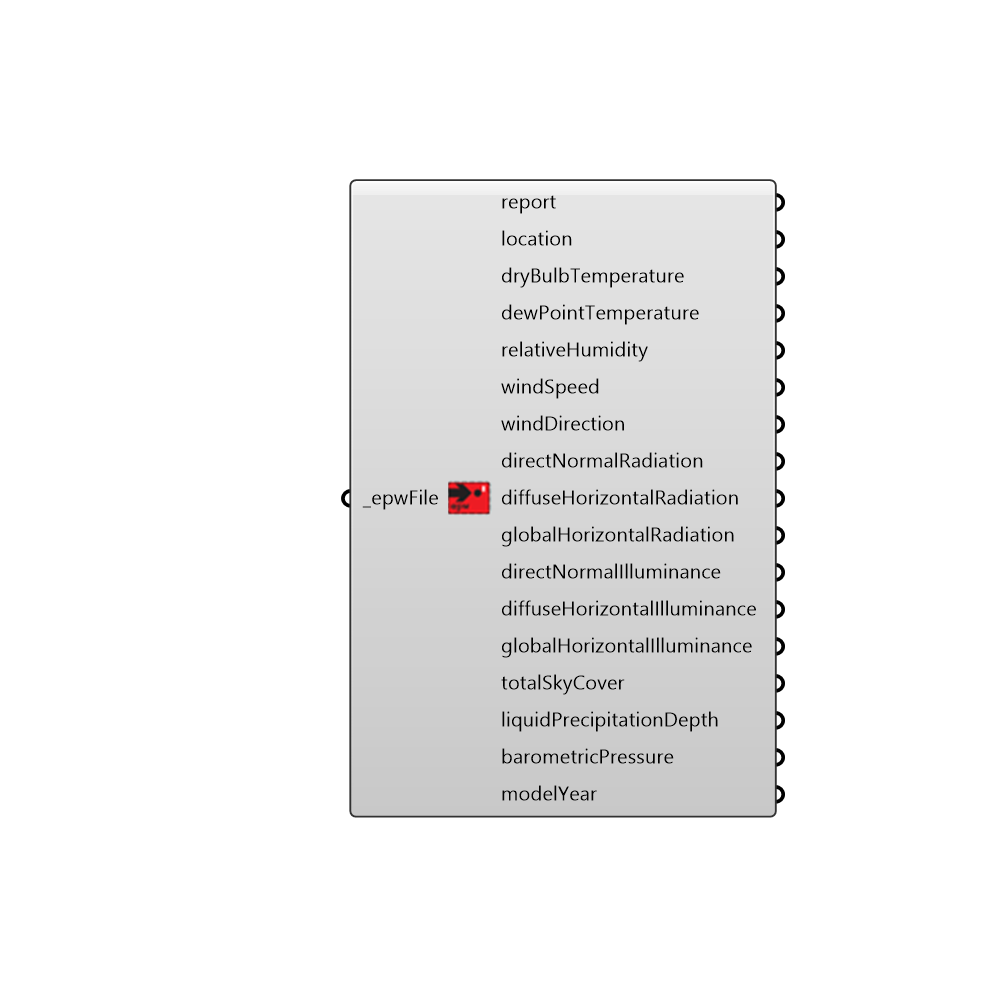 report
location
dryBulbTemperature
dewPointTemperature
relativeHumidity
windSpeed
windDirection
directNormalRadiation
_epwFile
diffuseHorizontalRadiation
globalHorizontalRadiation
directNormalIlluminance
diffuseHorizontalIlluminance
globalHorizontalIlluminance
totalSkyCover
liquidPrecipitationDepth
barometricPressure
modelYear